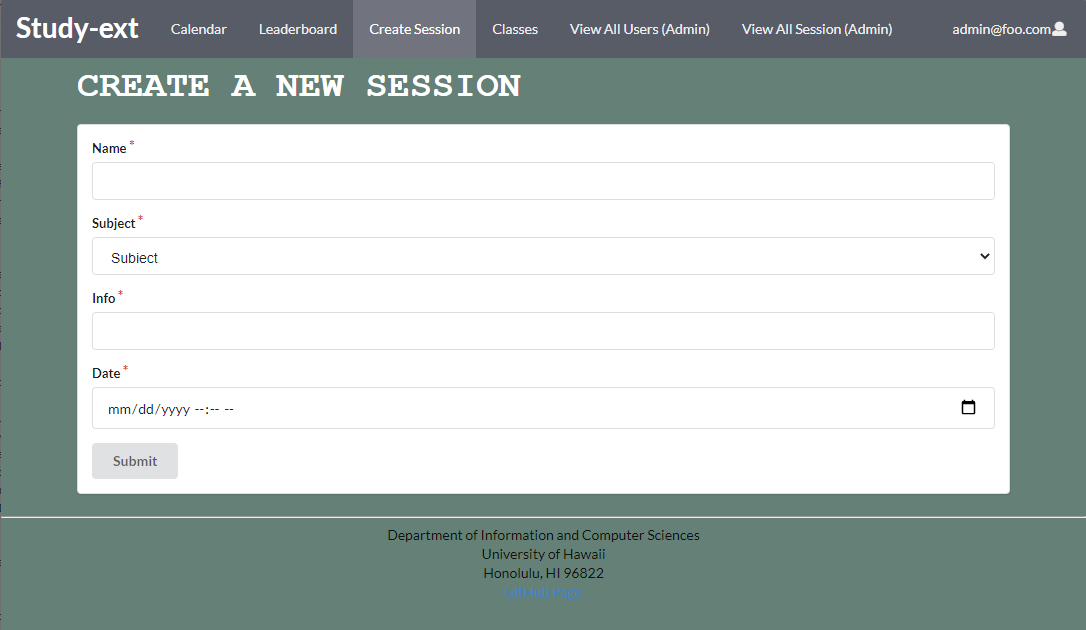 Study-ext Calendar Leaderboard Create Session Classes View All Users (Admin) View All Session (Admin) admin@foo.com
CREATE A NEW SESSION
Name *
Subject *
Subject
Info *
Date *
mm/dd/yyyy --:-- --
Submit
Department of Information and Computer Sciences
University of Hawaii
Honolulu, HI 96822
GitHub Page